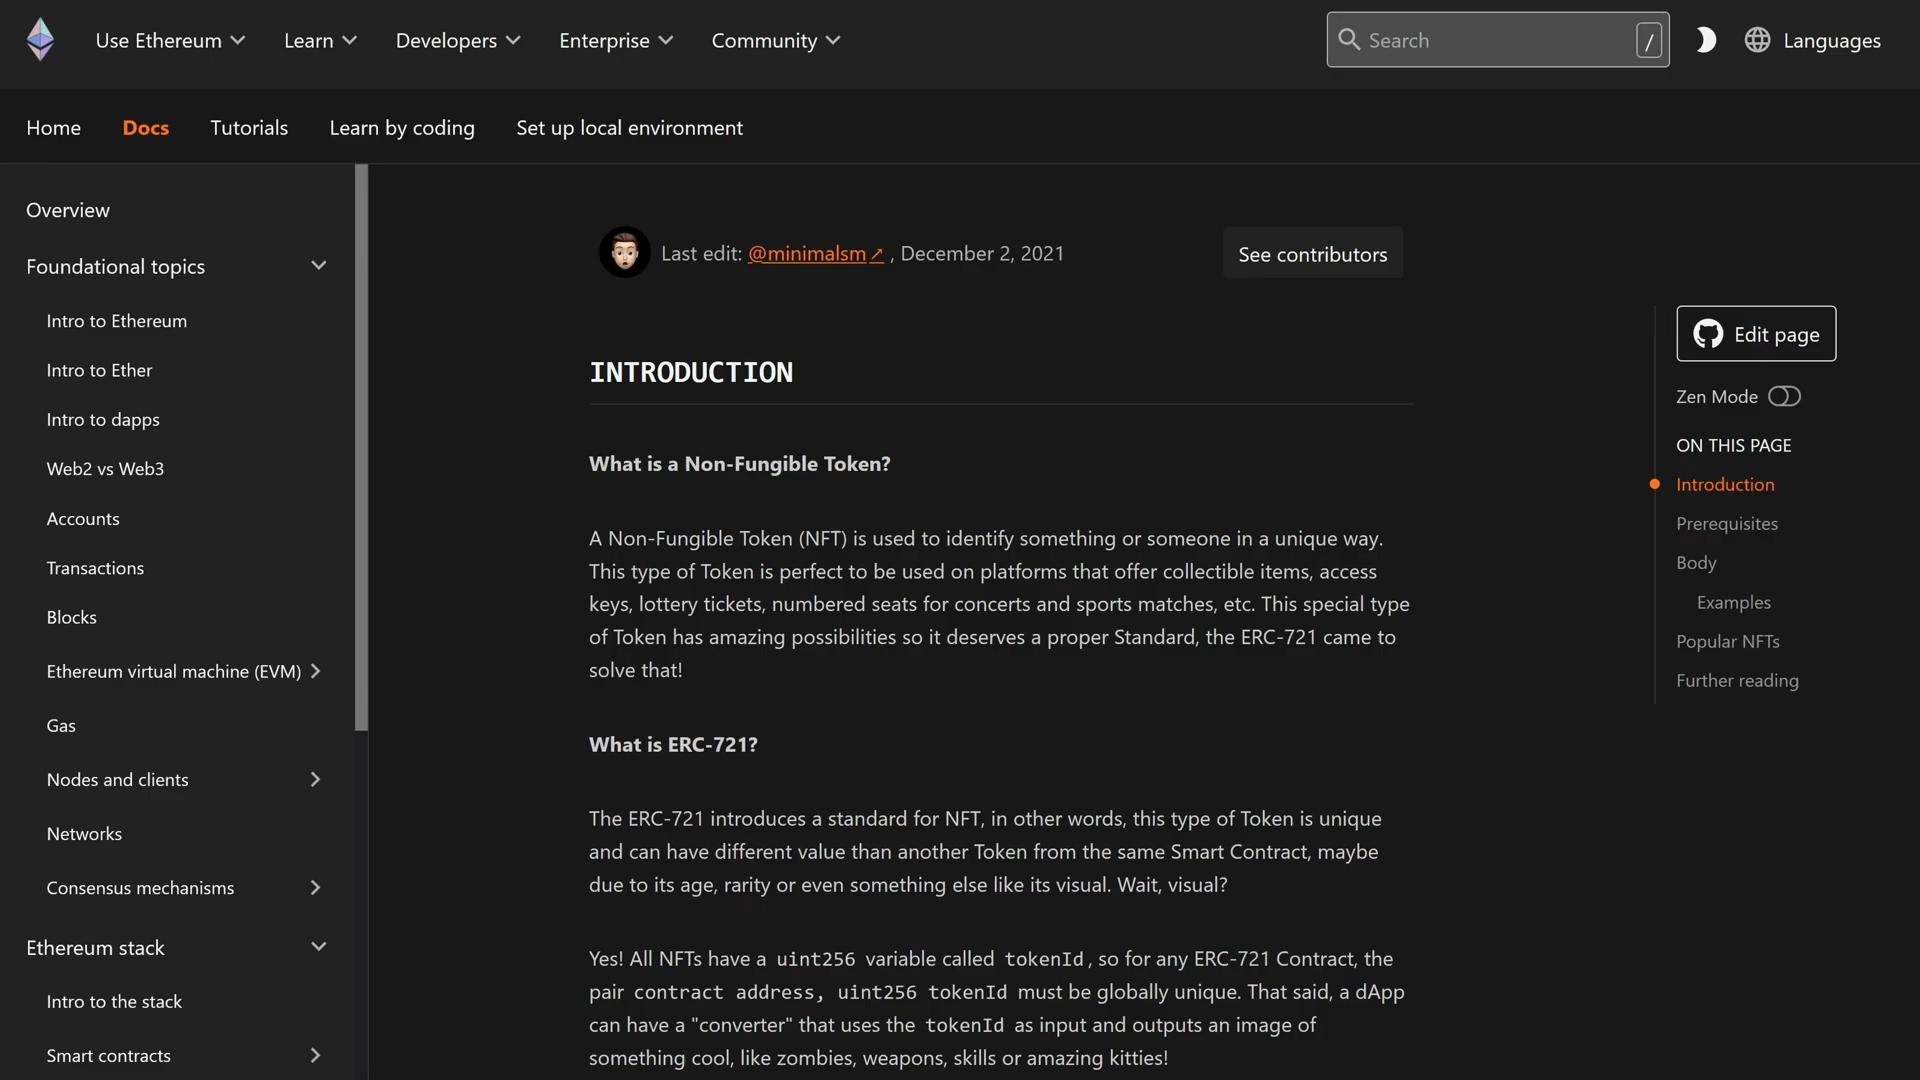 Use Ethereum
Learn
Developers
Enterprise
Community
Search
/
Languages
Home
Docs
Tutorials
Learn by coding
Set up local environment
Overview
Foundational topics
Intro to Ethereum
Intro to Ether
Intro to dapps
Web2 vs Web3
Accounts
Transactions
Blocks
Ethereum virtual machine (EVM)
Gas
Nodes and clients
Networks
Consensus mechanisms
Ethereum stack
Intro to the stack
Smart contracts
Last edit: @minimalsm↗ , December 2, 2021
See contributors
INTRODUCTION
What is a Non-Fungible Token?
A Non-Fungible Token (NFT) is used to identify something or someone in a unique way.
This type of Token is perfect to be used on platforms that offer collectible items, access
keys, lottery tickets, numbered seats for concerts and sports matches, etc. This special type
of Token has amazing possibilities so it deserves a proper Standard, the ERC-721 came to
solve that!
What is ERC-721?
The ERC-721 introduces a standard for NFT, in other words, this type of Token is unique
and can have different value than another Token from the same Smart Contract, maybe
due to its age, rarity or even something else like its visual. Wait, visual?
Yes! All NFTs have a uint256 variable called tokenId, so for any ERC-721 Contract, the
pair contract address, uint256 tokenId must be globally unique. That said, a dApp
can have a "converter" that uses the tokenId as input and outputs an image of
something cool, like zombies, weapons, skills or amazing kitties!
Edit page
Zen Mode
ON THIS PAGE
Introduction
Prerequisites
Body
Examples
Popular NFTs
Further reading